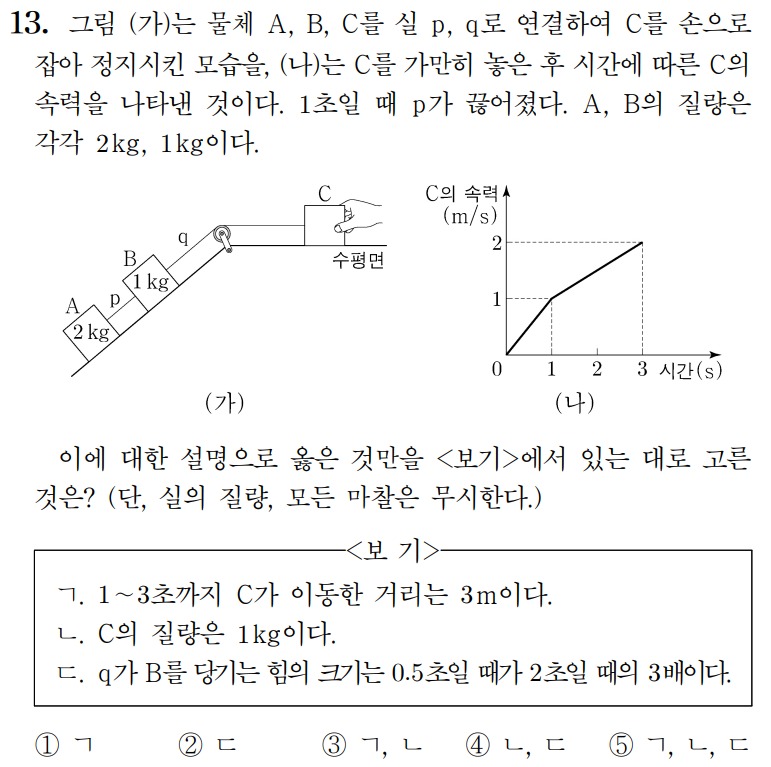 13. 그림 (가)는 물체 A, B, C를 실 p, q로 연결하여 C를 손으로
잡아 정지시킨 모습을, (나)는 C를 가만히 놓은 후 시간에 따른 C의
속력을 나타낸 것이다. 1초일 때 p가 끊어졌다. A, B의 질량은
각각 2kg, 1kg이다.
C
q
수평면
B
1 kg
p
A
2 kg
(가)
C의 속력
(m/s)
2
1
0 1 2 3 시간(s)
(나)
이에 대한 설명으로 옳은 것만을 <보기>에서 있는 대로 고른
것은? (단, 실의 질량, 모든 마찰은 무시한다.)
<보 기>
ㄱ. 1~3초까지 C가 이동한 거리는 3m이다.
ㄴ. C의 질량은 1kg이다.
ㄷ. q가 B를 당기는 힘의 크기는 0.5초일 때가 2초일 때의 3배이다.
① ㄱ ② ㄷ ③ ㄱ, ㄴ ④ ㄴ, ㄷ ⑤ ㄱ, ㄴ, ㄷ